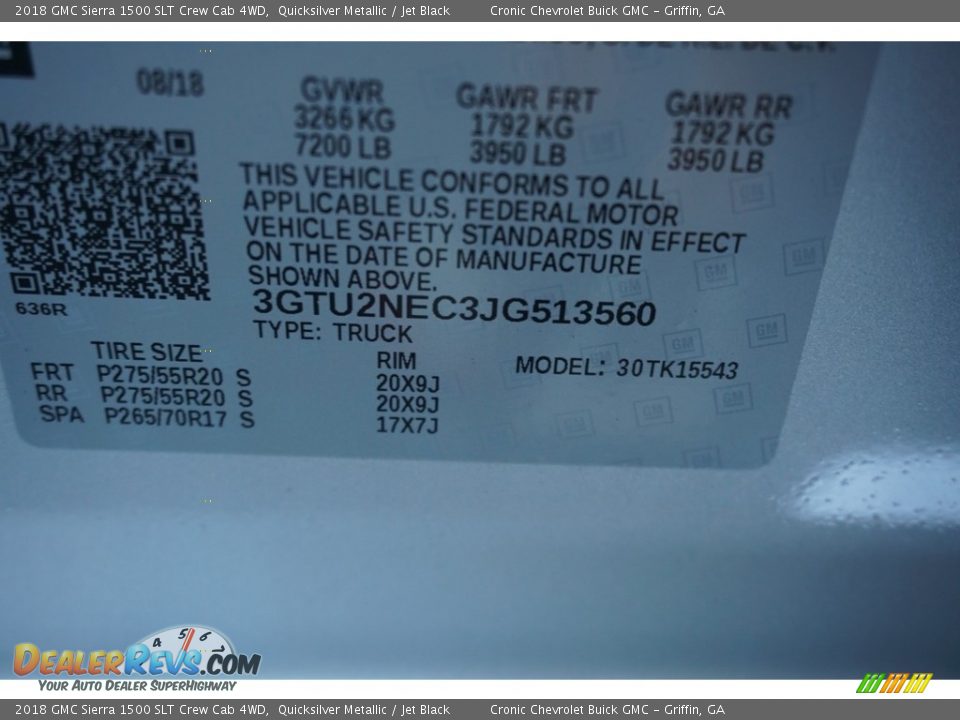 2018 GMC Sierra 1500 SLT Crew Cab 4WD, Quicksilver Metallic / Jet Black Cronic Chevrolet Buick GMC – Griffin, GA
08/18 GVWR GAWR FRT GAWR RR
3266 KG 1792 KG 1792 KG
7200 LB 3950 LB 3950 LB
THIS VEHICLE CONFORMS TO ALL
APPLICABLE U.S. FEDERAL MOTOR
VEHICLE SAFETY STANDARDS IN EFFECT
ON THE DATE OF MANUFACTURE
SHOWN ABOVE.
636R
3GTU2NEC3JG513560
TYPE: TRUCK
TIRE SIZE RIM MODEL: 30TK15543
FRT P275/55R20 S 20X9J
RR P275/55R20 S 20X9J
SPA P265/70R17 S 17X7J
4 5 6 7
DEALERREVS.COM
YOUR AUTO DEALER SUPERHIGHWAY
2018 GMC Sierra 1500 SLT Crew Cab 4WD, Quicksilver Metallic / Jet Black Cronic Chevrolet Buick GMC – Griffin, GA